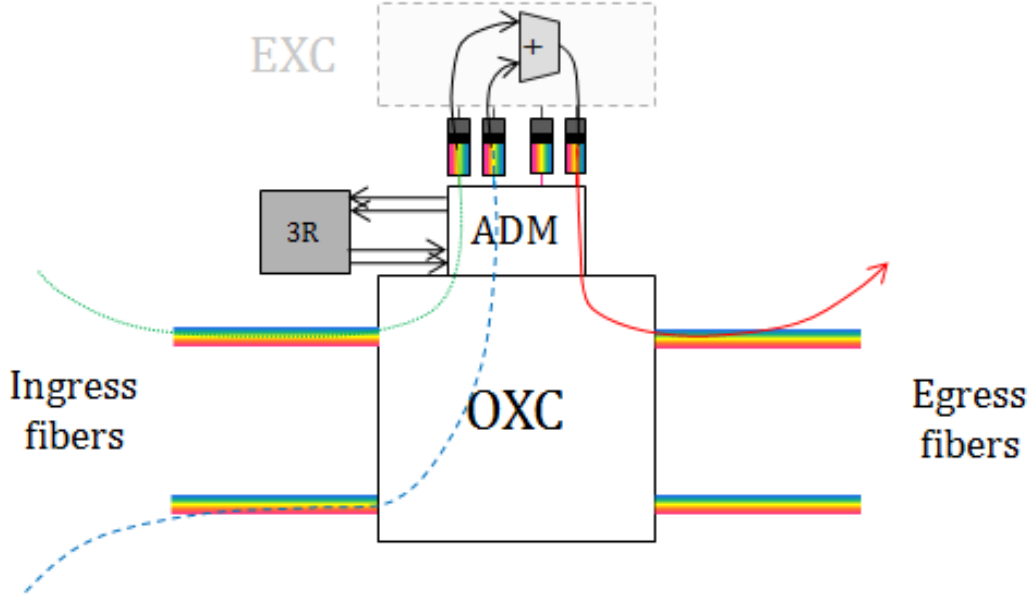 EXC
+
3R
ADM
Ingress
fibers
OXC
Egress
fibers